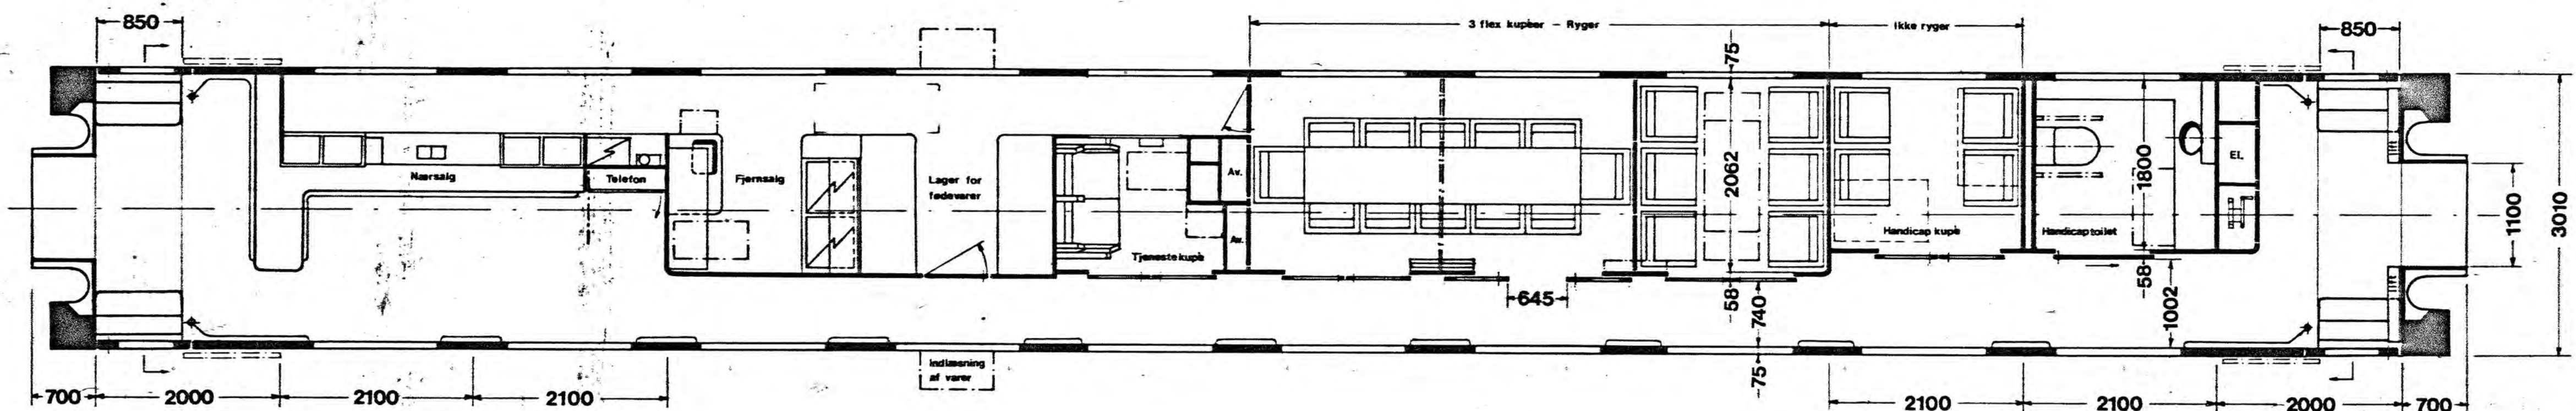 850
3 flex kupéer – Ryger
Ikke ryger
850
75
Nærsalg
Telefon
Fjernsalg
Lager for
fødevarer
Av.
Av.
Tjenestekupé
2062
Handicap kupé
Handicaptoilet
1800
El.
1100
3010
645
58
740
58
1002
Indlæsning
af varer
75
700
2000
2100
2100
2100
2100
2000
700